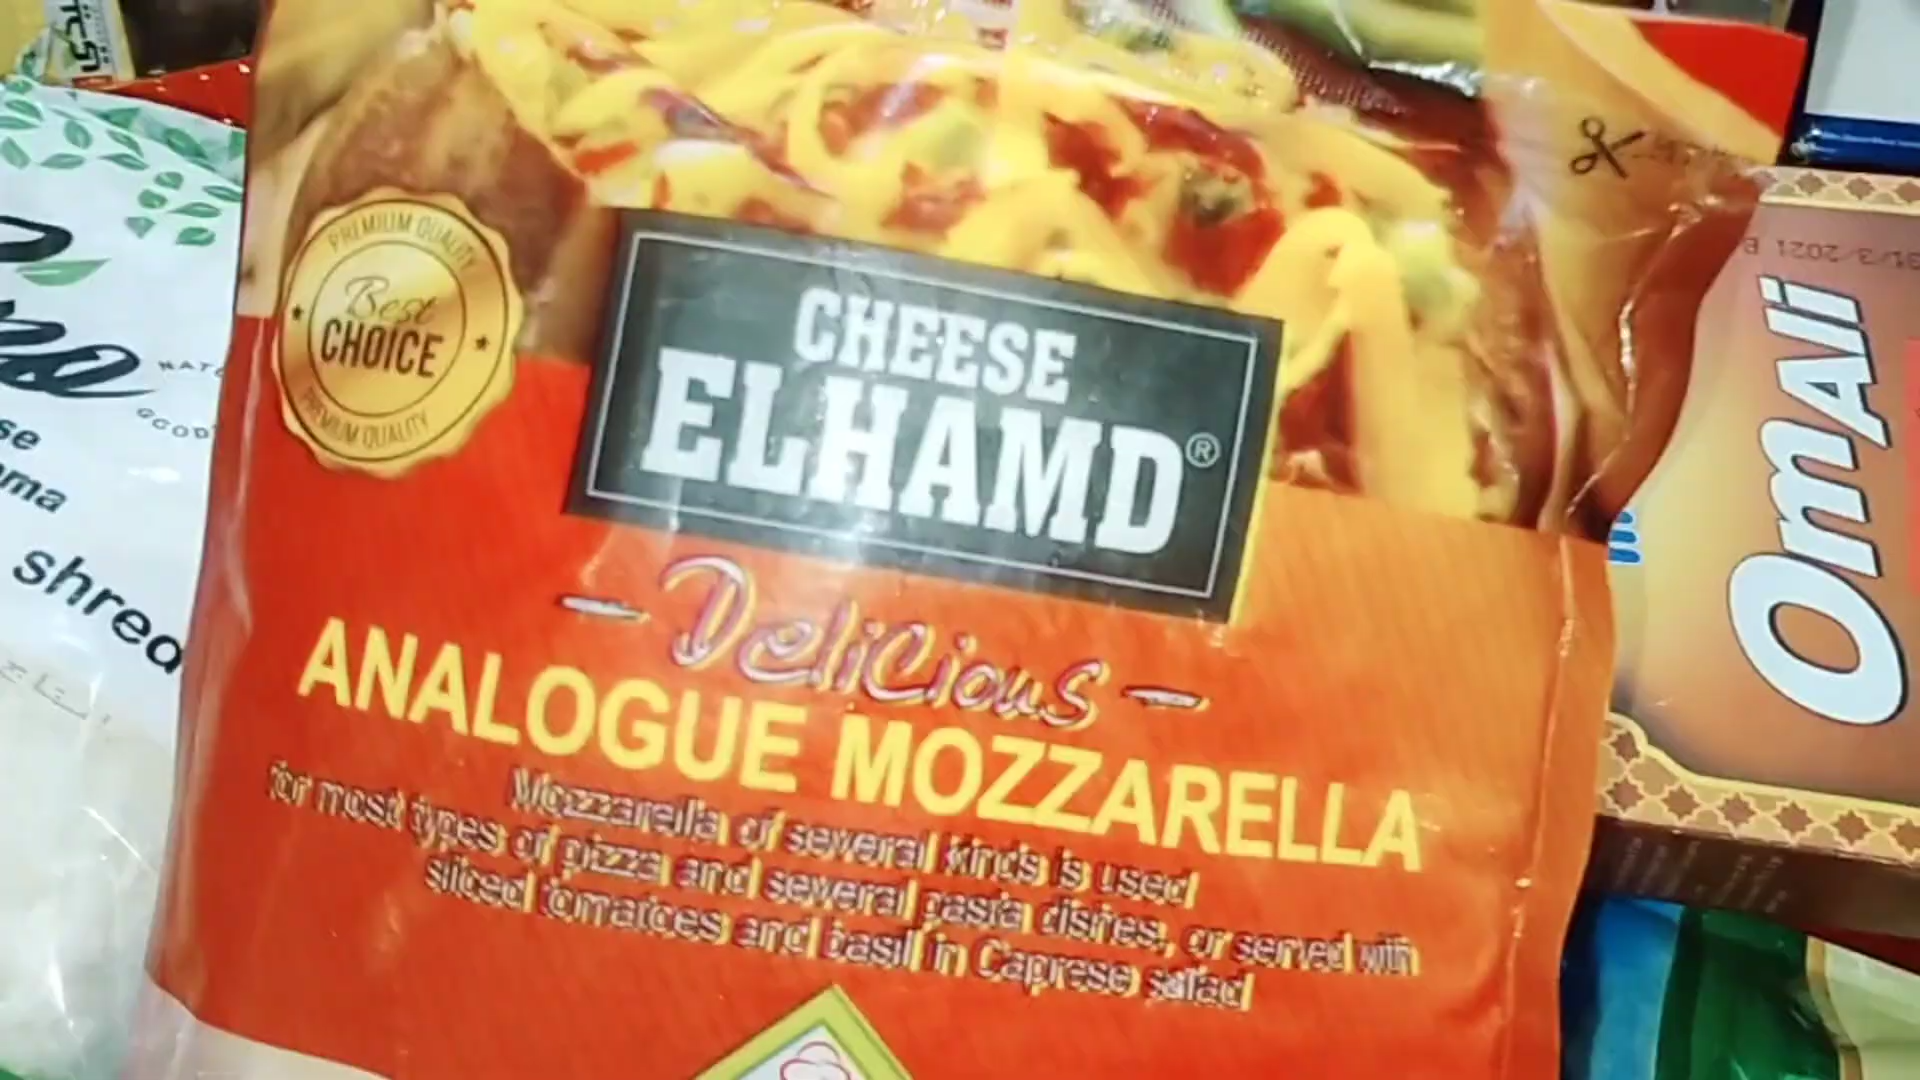 بلدي
PREMIUM QUALITY
Best
CHOICE
PREMIUM QUALITY
CHEESE
ELHAMD®
Delicious
ANALOGUE MOZZARELLA
Mozzarella of several kinds is used
for most types of pizza and several pasta dishes, or served with
sliced tomatoes and basil in Caprese salad
shred
OmAli